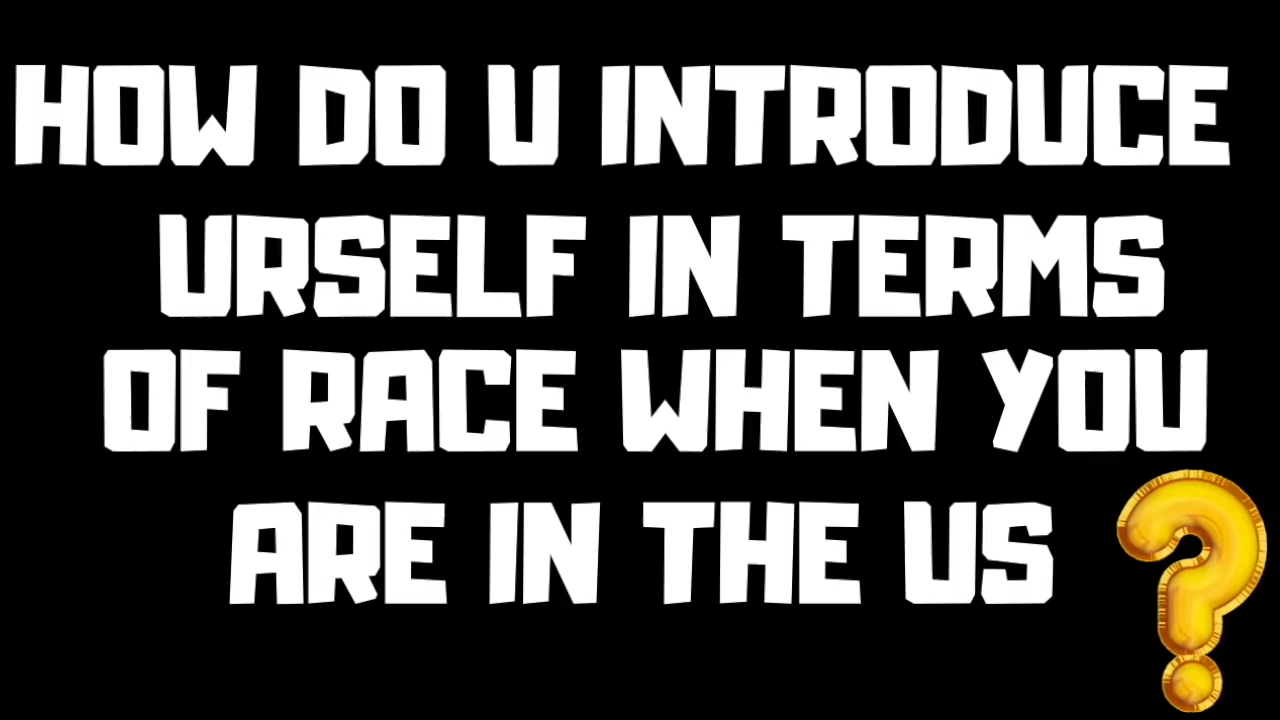 HOW DO U INTRODUCE
URSELF IN TERMS
OF RACE WHEN YOU
ARE IN THE US ?